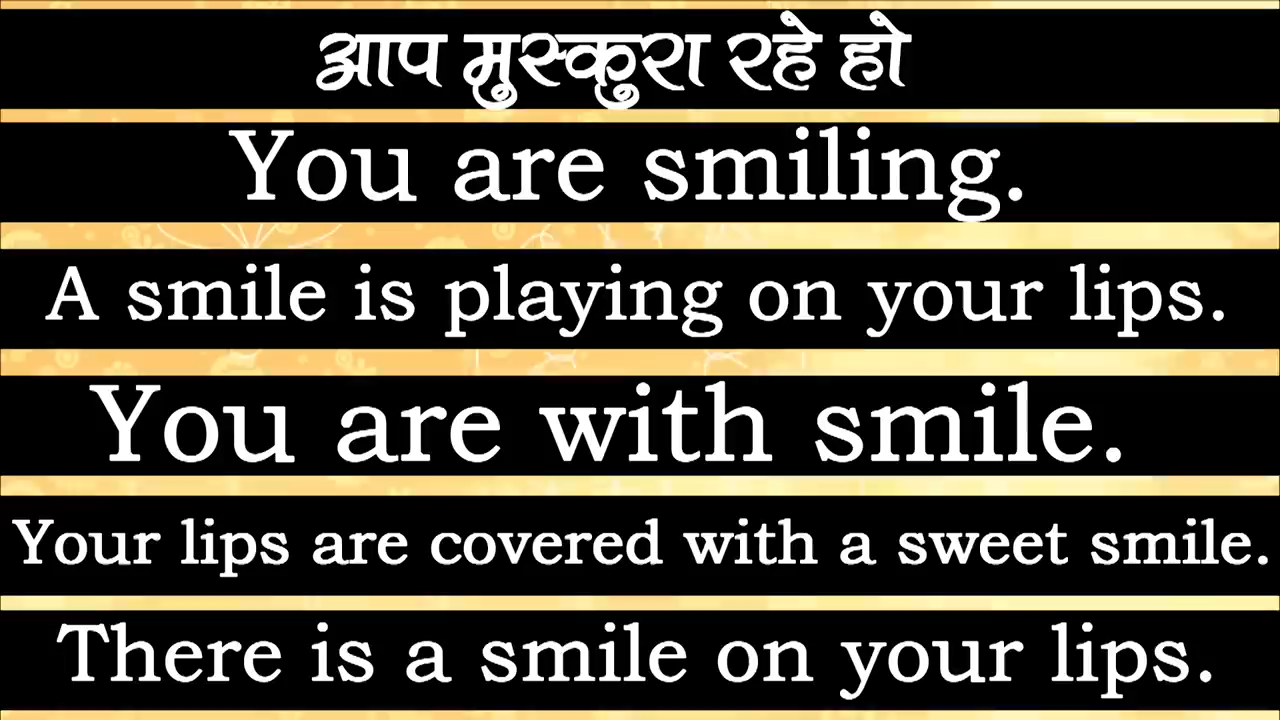 आप मुस्कुरा रहे हो
You are smiling.
A smile is playing on your lips.
You are with smile.
Your lips are covered with a sweet smile.
There is a smile on your lips.